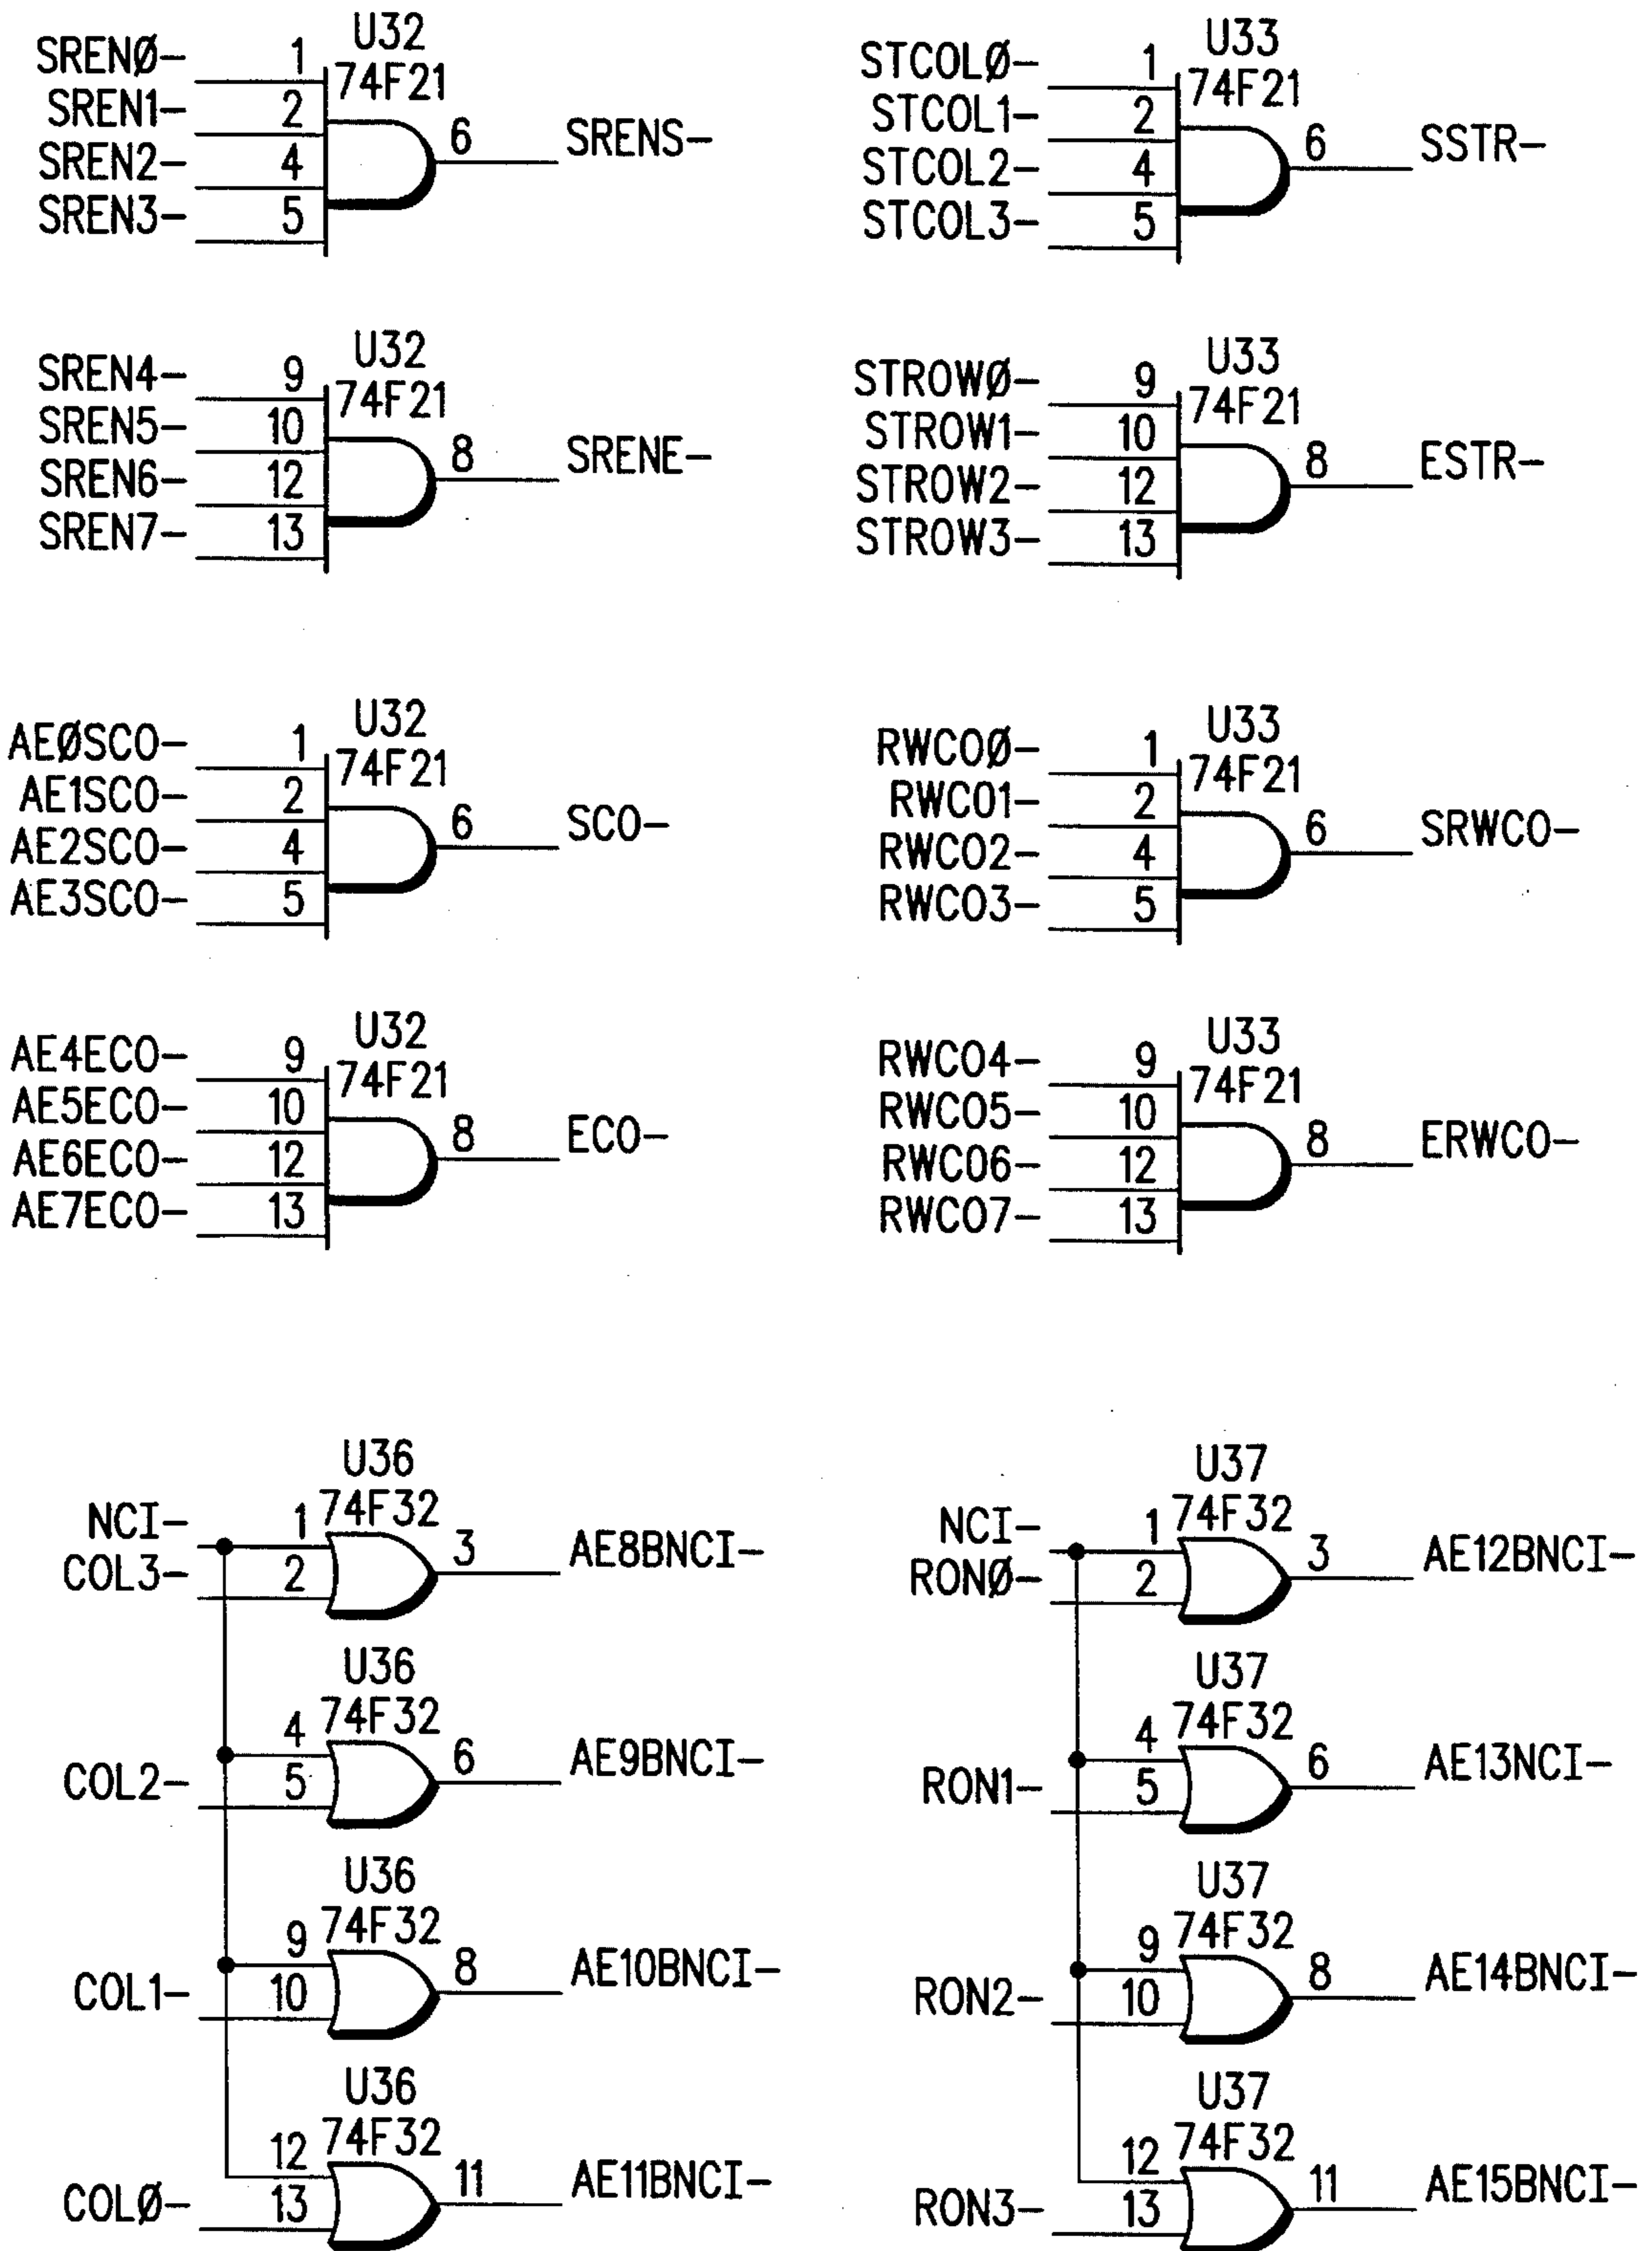 U32
74F21
SRENØ- 1
SREN1- 2
SREN2- 4
SREN3- 5
6 SRENS-
U33
74F21
STCOLØ- 1
STCOL1- 2
STCOL2- 4
STCOL3- 5
6 SSTR-
U32
74F21
SREN4- 9
SREN5- 10
SREN6- 12
SREN7- 13
8 SRENE-
U33
74F21
STROWØ- 9
STROW1- 10
STROW2- 12
STROW3- 13
8 ESTR-
U32
74F21
AEØSCO- 1
AE1SCO- 2
AE2SCO- 4
AE3SCO- 5
6 SCO-
U33
74F21
RWCOØ- 1
RWCO1- 2
RWCO2- 4
RWCO3- 5
6 SRWCO-
U32
74F21
AE4ECO- 9
AE5ECO- 10
AE6ECO- 12
AE7ECO- 13
8 ECO-
U33
74F21
RWCO4- 9
RWCO5- 10
RWCO6- 12
RWCO7- 13
8 ERWCO-
U36
74F32
NCI- 1
COL3- 2
3 AE8BNCI-
U36
74F32
4
COL2- 5
6 AE9BNCI-
U36
74F32
9
COL1- 10
8 AE10BNCI-
U36
74F32
12
COLØ- 13
11 AE11BNCI-
U37
74F32
NCI- 1
RONØ- 2
3 AE12BNCI-
U37
74F32
4
RON1- 5
6 AE13NCI-
U37
74F32
9
RON2- 10
8 AE14BNCI-
U37
74F32
12
RON3- 13
11 AE15BNCI-